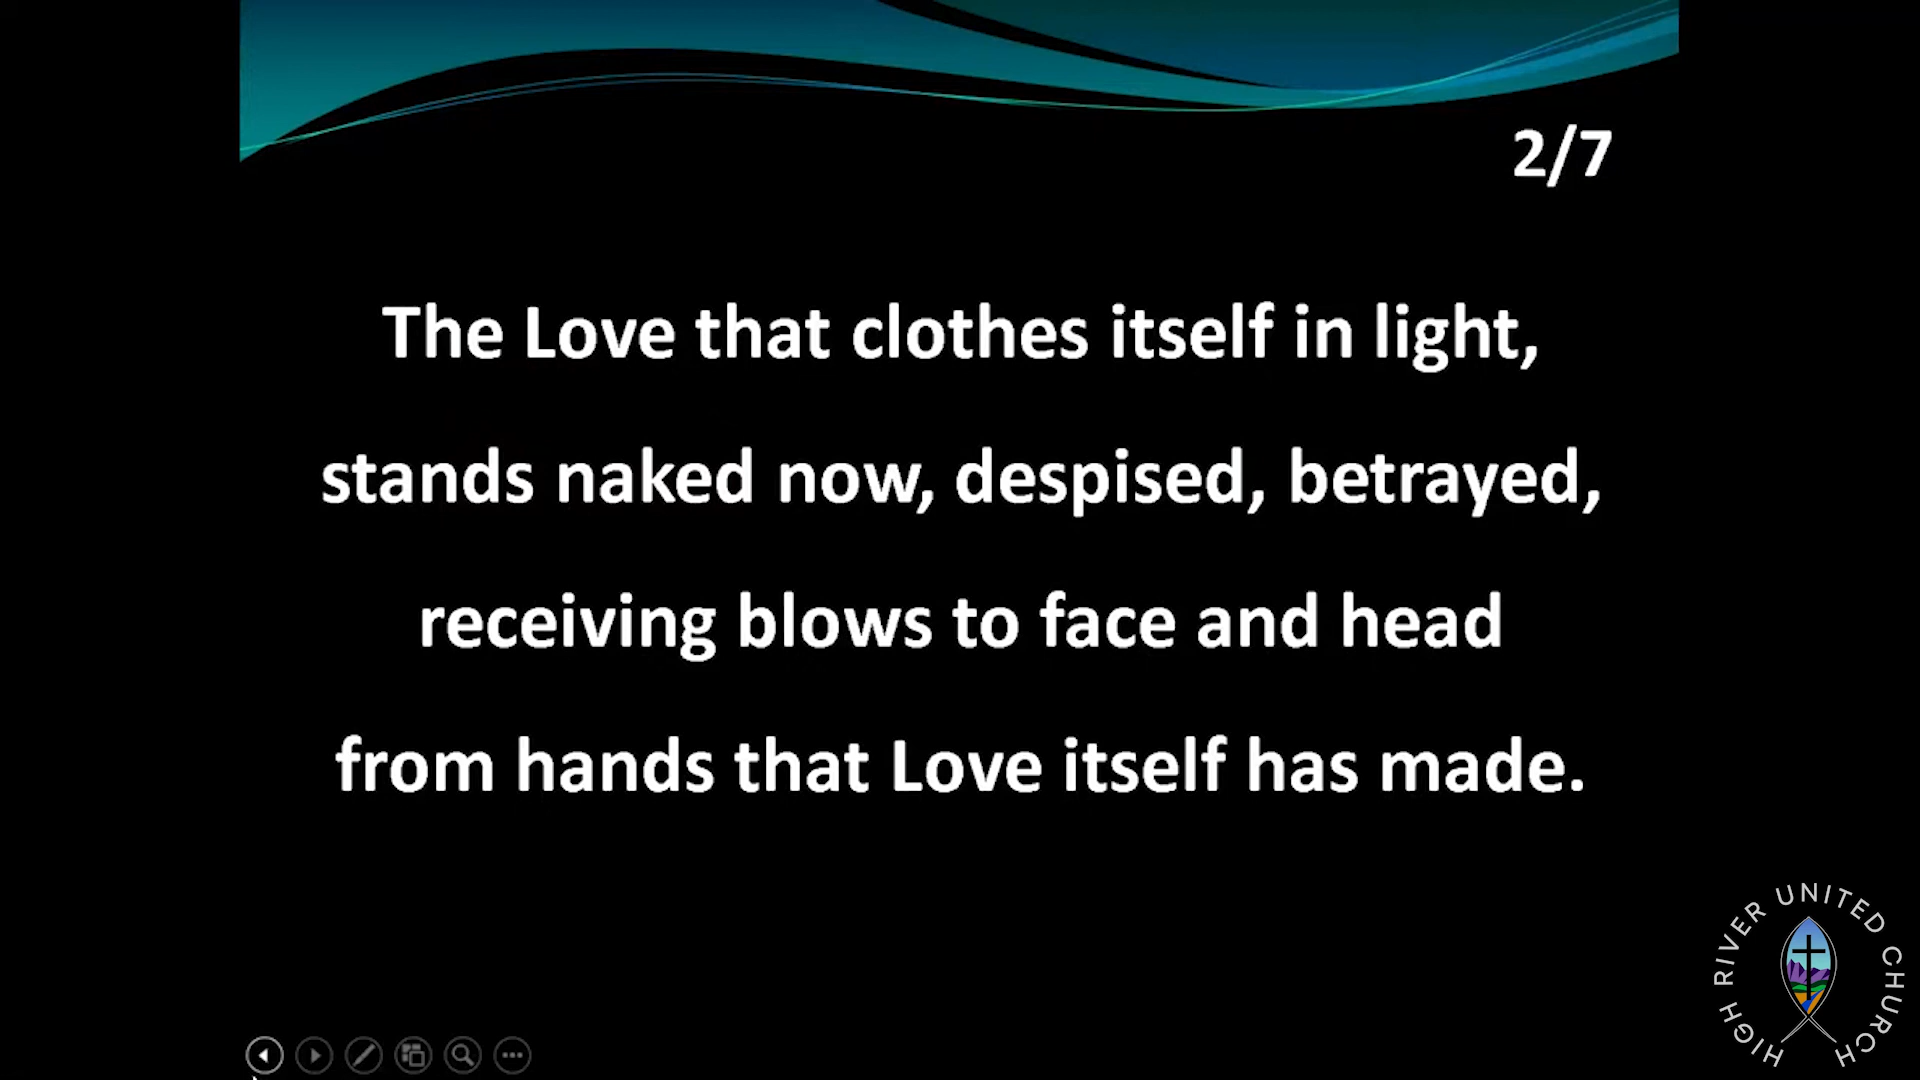 2/7
The Love that clothes itself in light,
stands naked now, despised, betrayed,
receiving blows to face and head
from hands that Love itself has made.
HIGH RIVER UNITED CHURCH